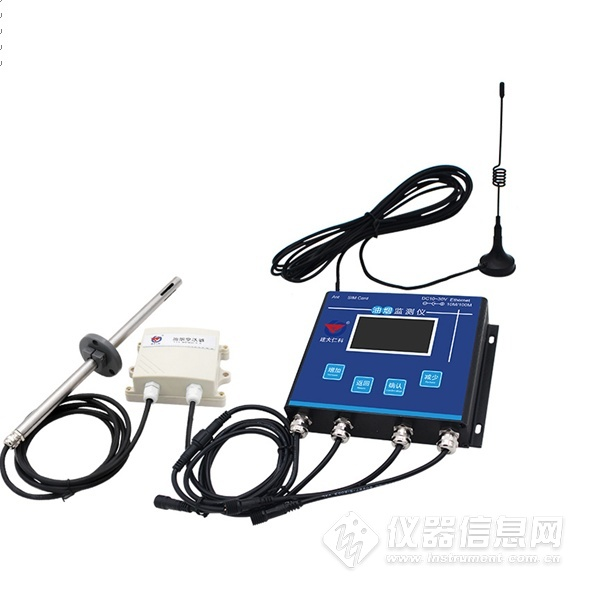 Ant SIM Card DC10~30V Ethernet
10M/100M
油烟监测仪
建大仁科
增加
返回
确认
减少
仪器信息网
www.instrument.com.cn